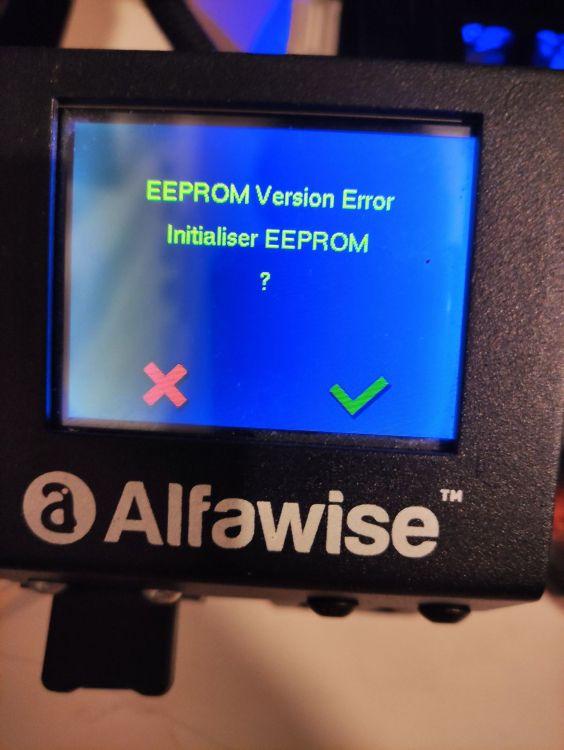 EEPROM Version Error
Initialiser EEPROM
?
a Alfawise™